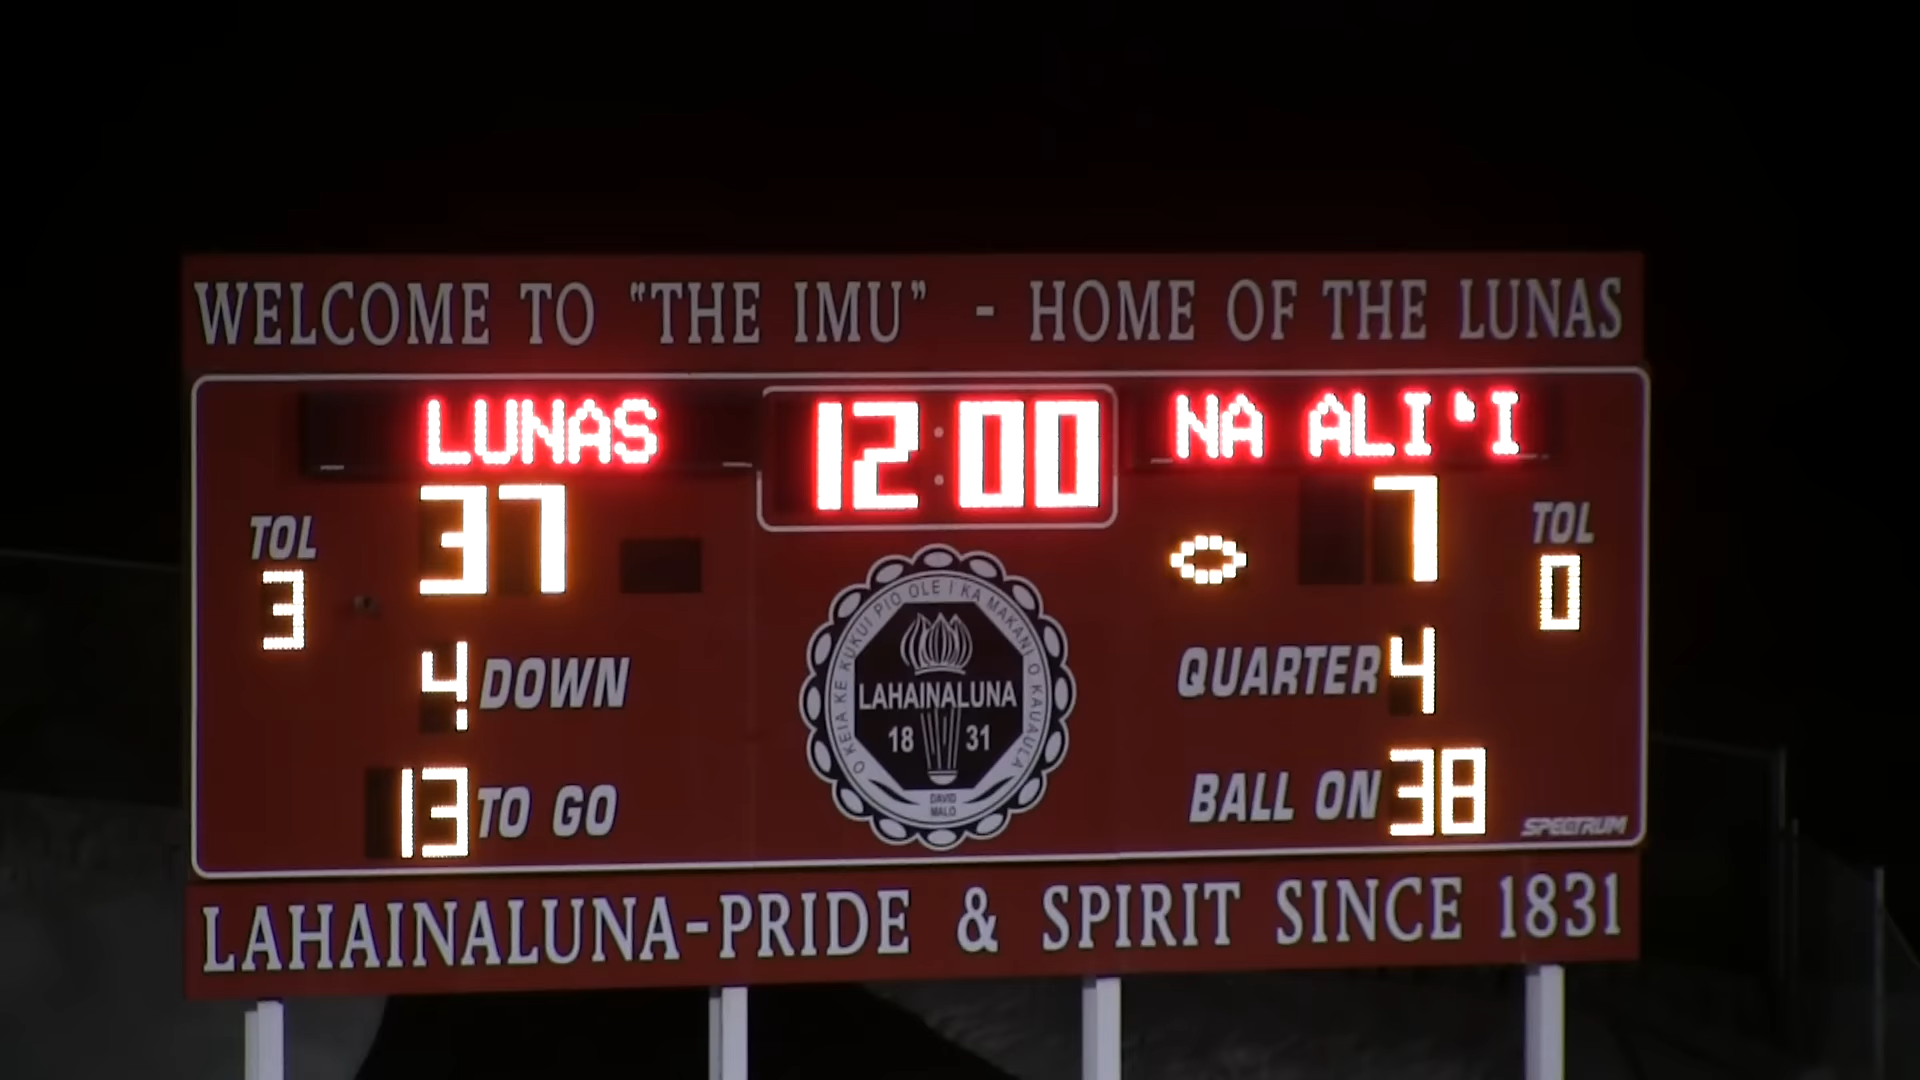 WELCOME TO "THE IMU" - HOME OF THE LUNAS
LUNAS 12:00 NA ALI'I
TOL 37 7 TOL
3 0
4 DOWN QUARTER 4
13 TO GO BALL ON 38
O KEIA KE KUKUI PIO OLE I KA MAKANI O KAUAULA
LAHAINALUNA
18 31
DAVID
MALO
SPECTRUM
LAHAINALUNA-PRIDE & SPIRIT SINCE 1831